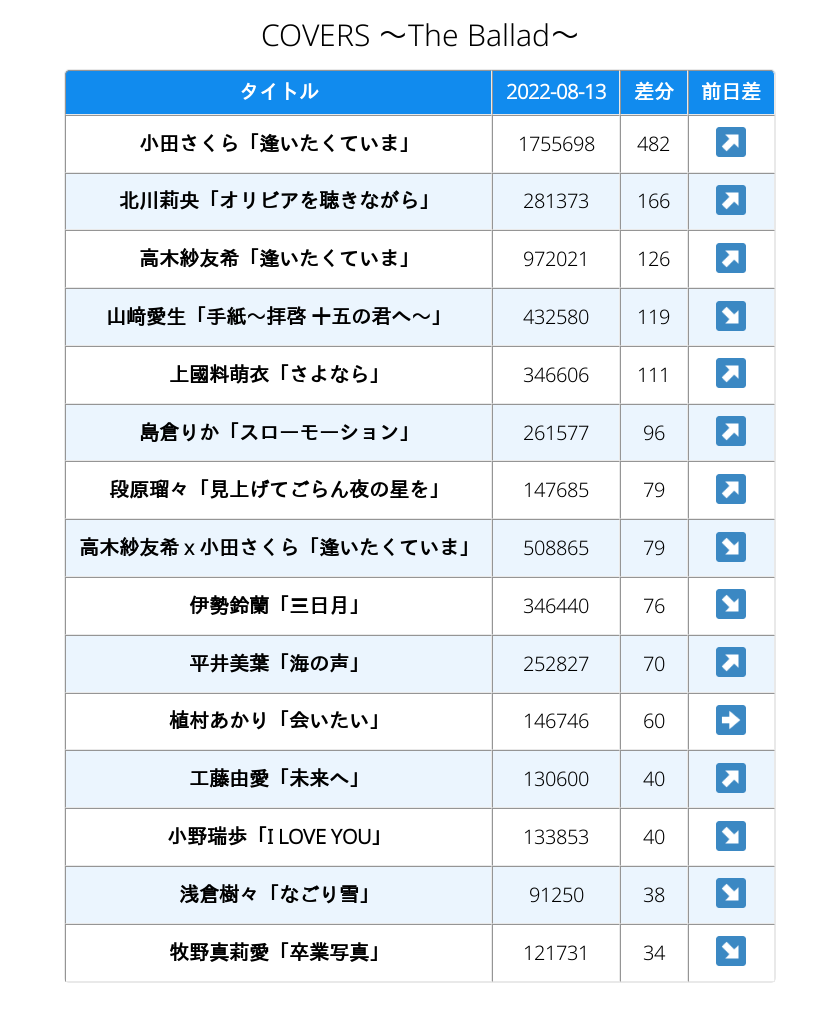 COVERS ～The Ballad～
タイトル 2022-08-13 差分 前日差
小田さくら「逢いたくていま」 1755698 482
北川莉央「オリビアを聴きながら」 281373 166
高木紗友希「逢いたくていま」 972021 126
山﨑愛生「手紙～拝啓 十五の君へ～」 432580 119
上國料萌衣「さよなら」 346606 111
島倉りか「スローモーション」 261577 96
段原瑠々「見上げてごらん夜の星を」 147685 79
高木紗友希 x 小田さくら「逢いたくていま」 508865 79
伊勢鈴蘭「三日月」 346440 76
平井美葉「海の声」 252827 70
植村あかり「会いたい」 146746 60
工藤由愛「未来へ」 130600 40
小野瑞歩「I LOVE YOU」 133853 40
浅倉樹々「なごり雪」 91250 38
牧野真莉愛「卒業写真」 121731 34